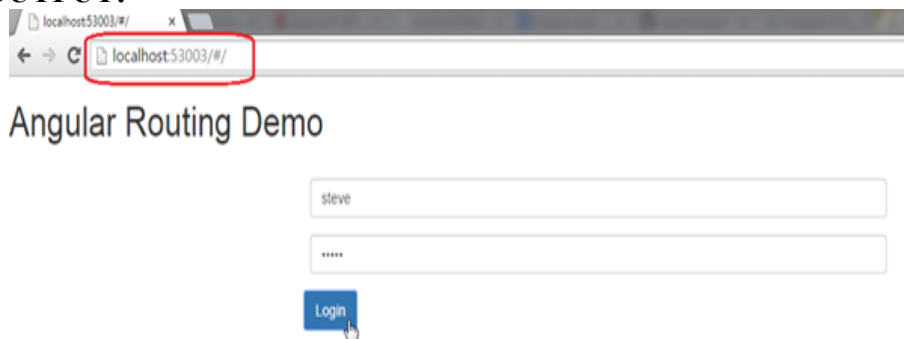 localhost:53003/#/ ×
localhost:53003/#/
Angular Routing Demo
steve
•••••
Login